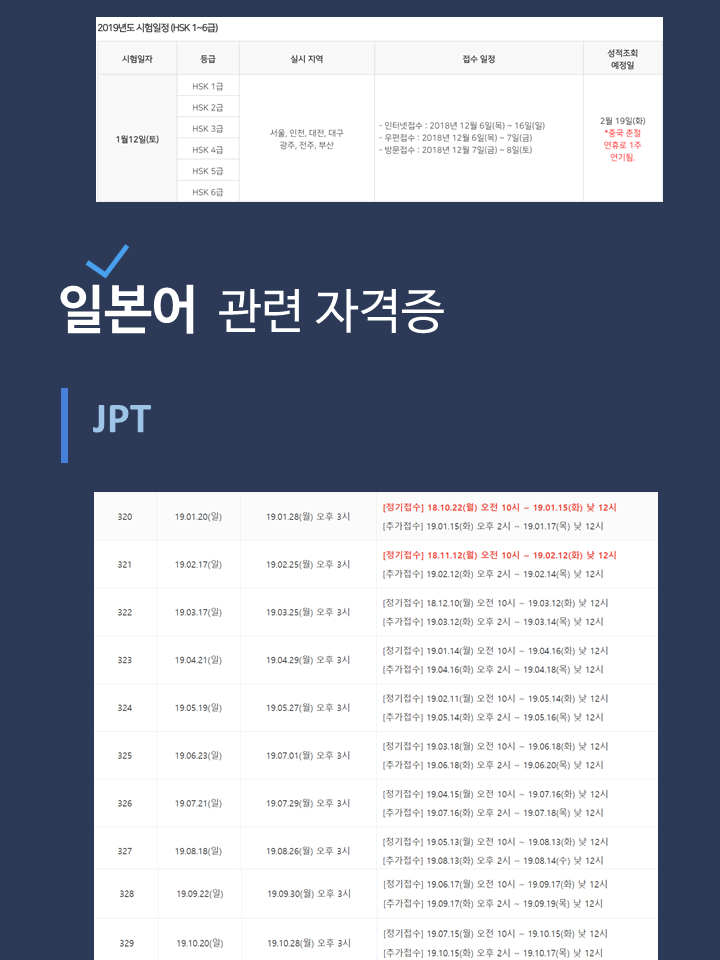 2019년도 시험일정 (HSK 1~6급)
시험일자 등급 실시 지역 접수 일정 성적조회 예정일
1월12일(토)
HSK 1급
HSK 2급
HSK 3급
HSK 4급
HSK 5급
HSK 6급
서울, 인천, 대전, 대구
광주, 전주, 부산
- 인터넷접수 : 2018년 12월 6일(목) ~ 16일(일)
- 우편접수 : 2018년 12월 6일(목) ~ 7일(금)
- 방문접수 : 2018년 12월 7일(금) ~ 8일(토)
2월 19일(화)
*중국 춘절
연휴로 1주
연기됨.
일본어 관련 자격증
JPT
320 19.01.20(일) 19.01.28(월) 오후 3시
[정기접수] 18.10.22(월) 오전 10시 ~ 19.01.15(화) 낮 12시
[추가접수] 19.01.15(화) 오후 2시 ~ 19.01.17(목) 낮 12시
321 19.02.17(일) 19.02.25(월) 오후 3시
[정기접수] 18.11.12(월) 오전 10시 ~ 19.02.12(화) 낮 12시
[추가접수] 19.02.12(화) 오후 2시 ~ 19.02.14(목) 낮 12시
322 19.03.17(일) 19.03.25(월) 오후 3시
[정기접수] 18.12.10(월) 오전 10시 ~ 19.03.12(화) 낮 12시
[추가접수] 19.03.12(화) 오후 2시 ~ 19.03.14(목) 낮 12시
323 19.04.21(일) 19.04.29(월) 오후 3시
[정기접수] 19.01.14(월) 오전 10시 ~ 19.04.16(화) 낮 12시
[추가접수] 19.04.16(화) 오후 2시 ~ 19.04.18(목) 낮 12시
324 19.05.19(일) 19.05.27(월) 오후 3시
[정기접수] 19.02.11(월) 오전 10시 ~ 19.05.14(화) 낮 12시
[추가접수] 19.05.14(화) 오후 2시 ~ 19.05.16(목) 낮 12시
325 19.06.23(일) 19.07.01(월) 오후 3시
[정기접수] 19.03.18(월) 오전 10시 ~ 19.06.18(화) 낮 12시
[추가접수] 19.06.18(화) 오후 2시 ~ 19.06.20(목) 낮 12시
326 19.07.21(일) 19.07.29(월) 오후 3시
[정기접수] 19.04.15(월) 오전 10시 ~ 19.07.16(화) 낮 12시
[추가접수] 19.07.16(화) 오후 2시 ~ 19.07.18(목) 낮 12시
327 19.08.18(일) 19.08.26(월) 오후 3시
[정기접수] 19.05.13(월) 오전 10시 ~ 19.08.13(화) 낮 12시
[추가접수] 19.08.13(화) 오후 2시 ~ 19.08.14(수) 낮 12시
328 19.09.22(일) 19.09.30(월) 오후 3시
[정기접수] 19.06.17(월) 오전 10시 ~ 19.09.17(화) 낮 12시
[추가접수] 19.09.17(화) 오후 2시 ~ 19.09.19(목) 낮 12시
329 19.10.20(일) 19.10.28(월) 오후 3시
[정기접수] 19.07.15(월) 오전 10시 ~ 19.10.15(화) 낮 12시
[추가접수] 19.10.15(화) 오후 2시 ~ 19.10.17(목) 낮 12시